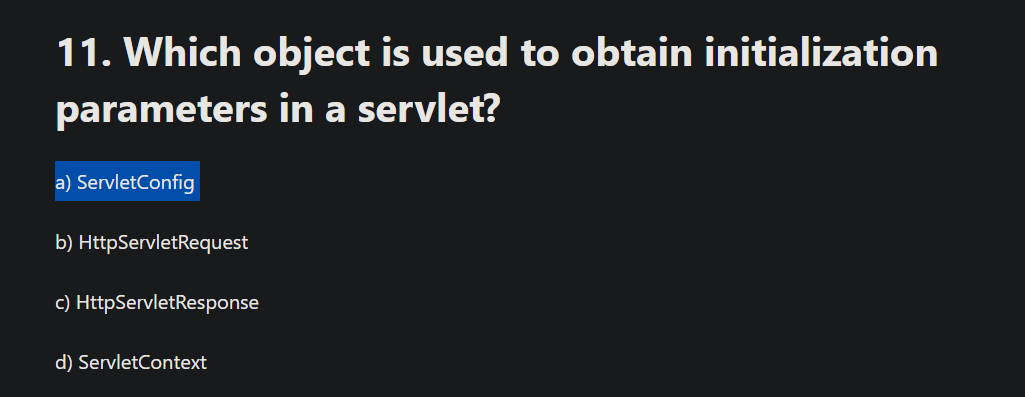 11. Which object is used to obtain initialization
parameters in a servlet?
a) ServletConfig
b) HttpServletRequest
c) HttpServletResponse
d) ServletContext